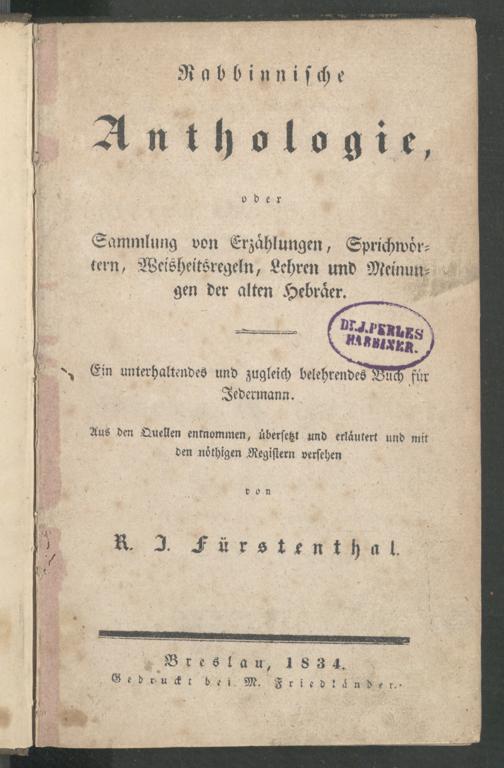 Rabbinnische
Anthologie,
oder
Sammlung von Erzählungen, Sprichwör-
tern, Weisheitsregeln, Lehren und Meinun-
gen der alten Hebräer.
DR. J. PERLES
RABBINER.
Ein unterhaltendes und zugleich belehrendes Buch für
Jedermann.
Aus den Quellen entnommen, übersetzt und erläutert und mit
den nöthigen Registern versehen
von
R. J. Fürstenthal.
Breslau, 1834.
Gedruckt bei M. Friedländer.